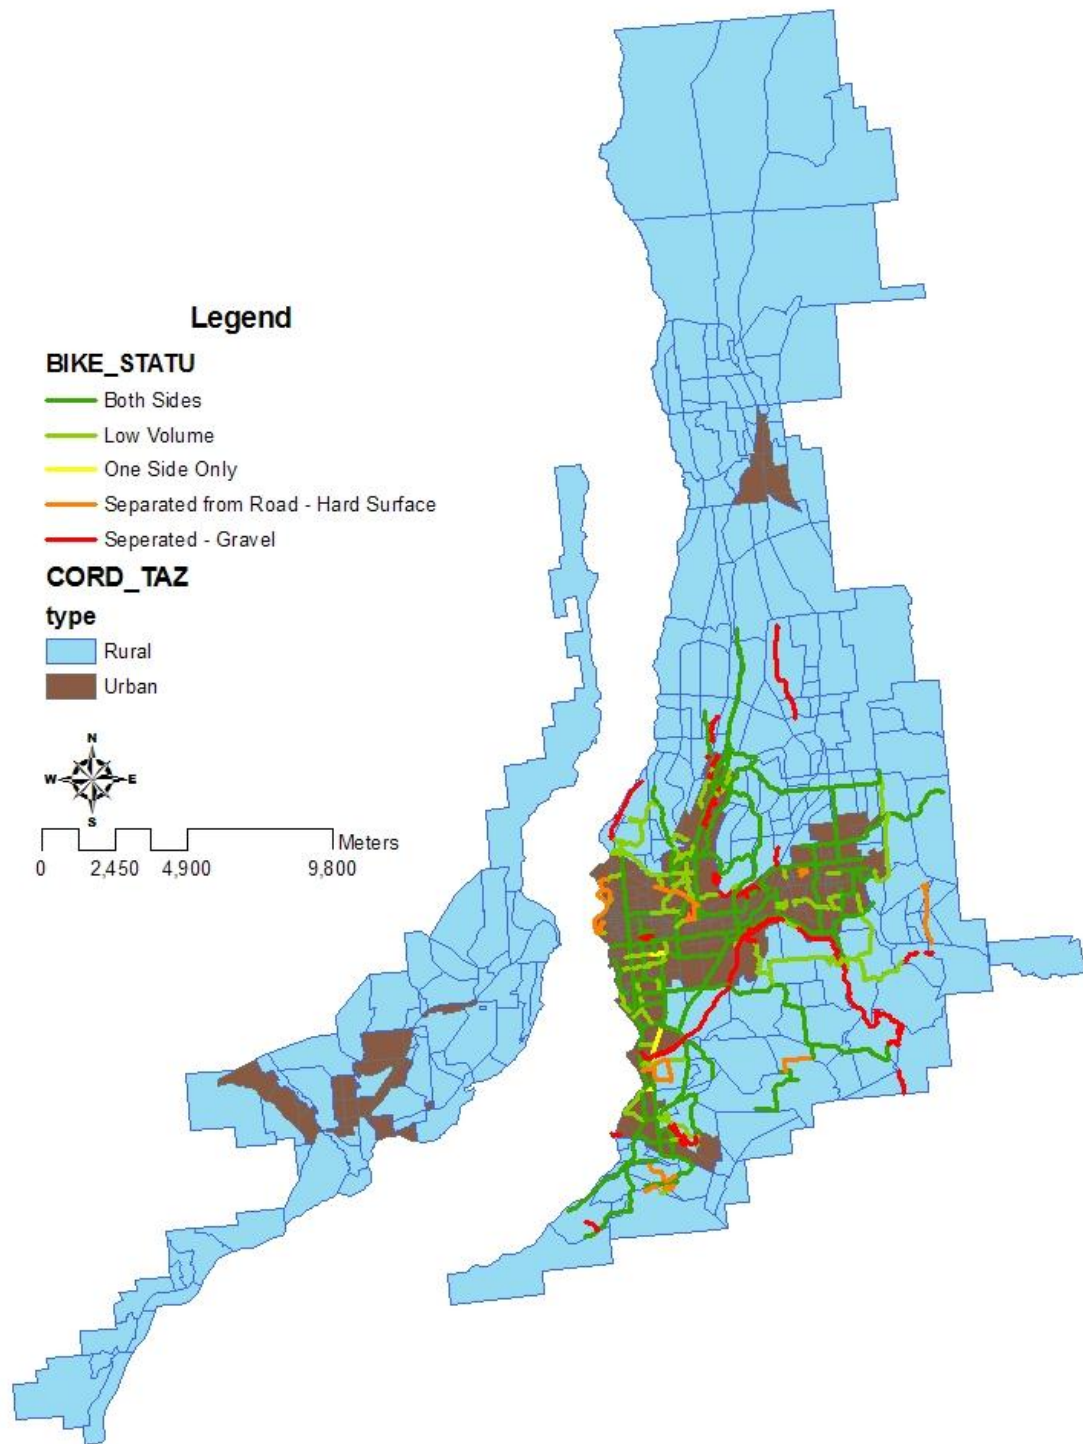 Legend
BIKE_STATU
Both Sides
Low Volume
One Side Only
Separated from Road - Hard Surface
Seperated - Gravel
CORD_TAZ
type
Rural
Urban
N
W E
S
Meters
0 2,450 4,900 9,800